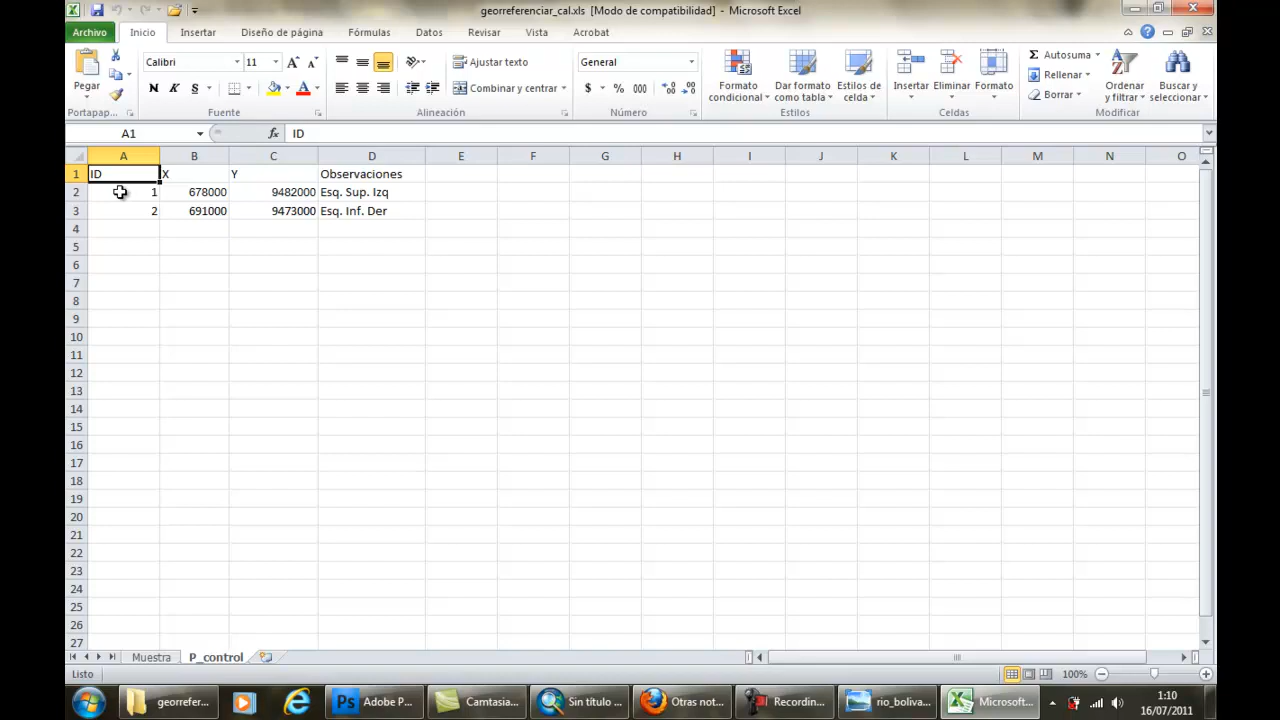 georreferenciar_cal.xls [Modo de compatibilidad] - Microsoft Excel
Archivo Inicio Insertar Diseño de página Fórmulas Datos Revisar Vista Acrobat
Pegar
Calibri 11
N K S A
Ajustar texto
Combinar y centrar
General
$ % 000
Formato condicional
Dar formato como tabla
Estilos de celda
Insertar
Eliminar
Formato
Autosuma
Rellenar
Borrar
Ordenar y filtrar
Buscar y seleccionar
Portapap... Fuente Alineación Número Estilos Celdas Modificar
A1 fx ID
A B C D E F G H I J K L M N O
1 ID X Y Observaciones
2 1 678000 9482000 Esq. Sup. Izq
3 2 691000 9473000 Esq. Inf. Der
4
5
6
7
8
9
10
11
12
13
14
15
16
17
18
19
20
21
22
23
24
25
26
27
Muestra P_control
Listo 100%
georrefer... Adobe P... Camtasia... Sin título ... Otras not... Recordin... rio_boliva... Microsoft... 1:10
16/07/2011